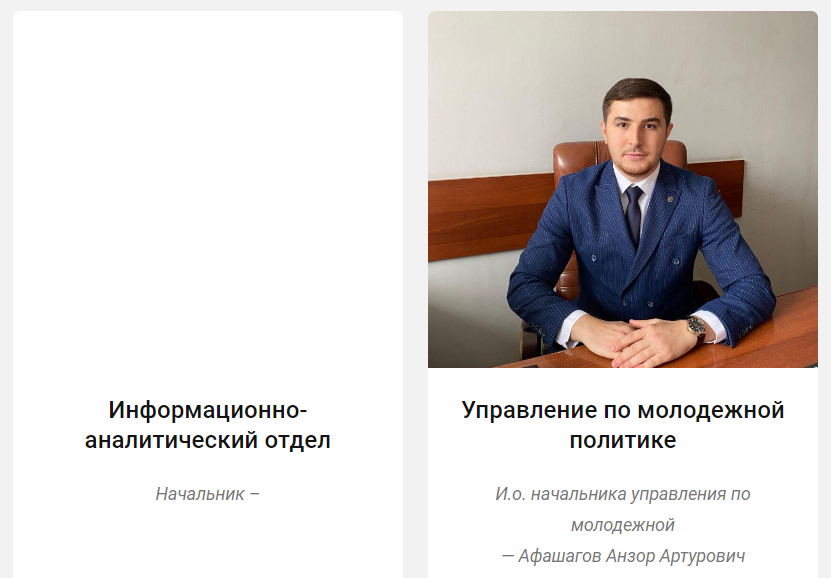 Информационно-
аналитический отдел
Начальник –
Управление по молодежной
политике
И.о. начальника управления по
молодежной
— Афашагов Анзор Артурович